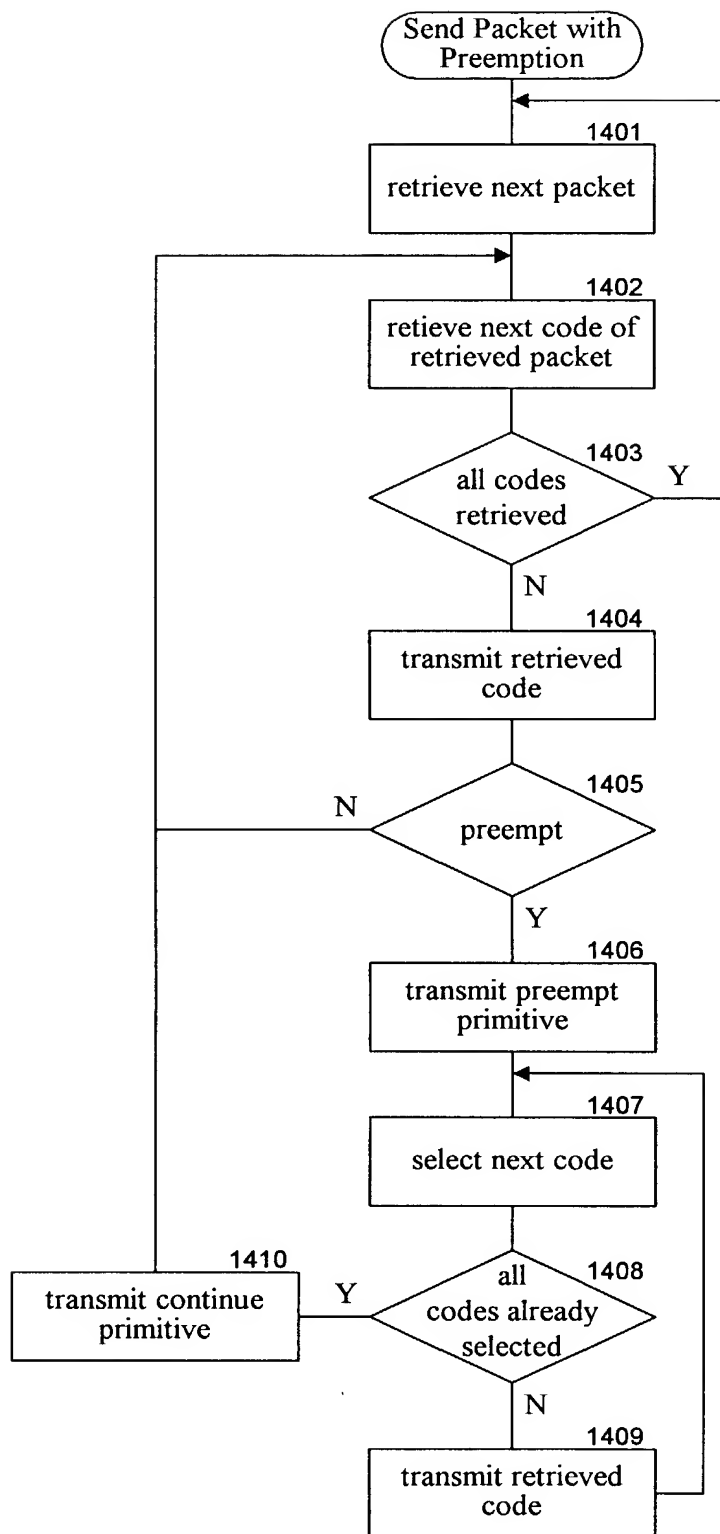 Send Packet with
Preemption
1401
retrieve next packet
1402
retieve next code of
retrieved packet
1403
all codes
retrieved
Y
N
1404
transmit retrieved
code
1405
N
preempt
Y
1406
transmit preempt
primitive
1407
select next code
1410
transmit continue
primitive
Y
1408
all
codes already
selected
N
1409
transmit retrieved
code